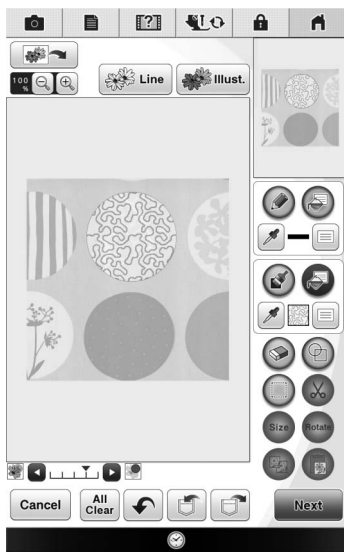 [?]
100
%
Line
Illust.
Size
Rotate
Cancel
All
Clear
Next